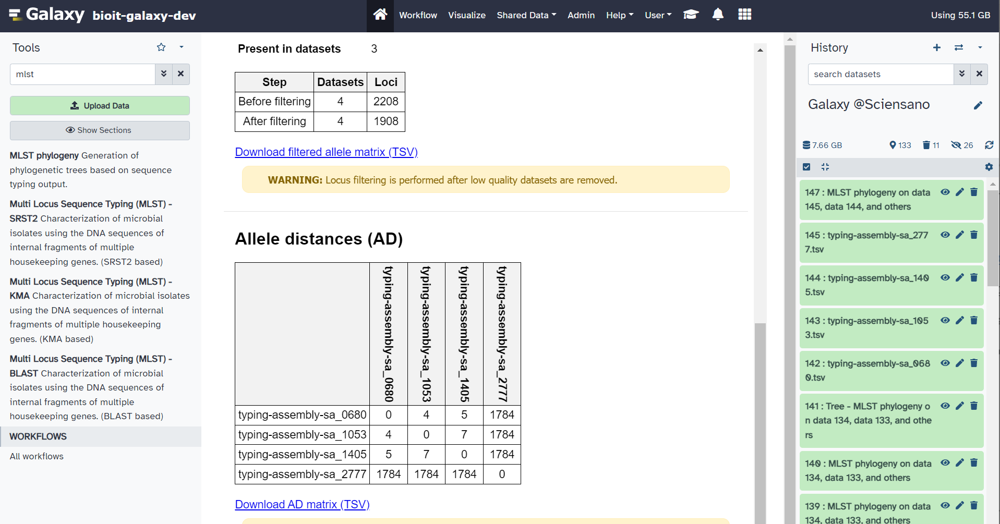 Galaxy bioit-galaxy-dev
Workflow Visualize Shared Data Admin Help User
Using 55.1 GB
Tools
mlst
Upload Data
Show Sections
MLST phylogeny Generation of
phylogenetic trees based on sequence
typing output.
Multi Locus Sequence Typing (MLST) -
SRST2 Characterization of microbial
isolates using the DNA sequences of
internal fragments of multiple
housekeeping genes. (SRST2 based)
Multi Locus Sequence Typing (MLST) -
KMA Characterization of microbial isolates
using the DNA sequences of internal
fragments of multiple housekeeping
genes. (KMA based)
Multi Locus Sequence Typing (MLST) -
BLAST Characterization of microbial
isolates using the DNA sequences of
internal fragments of multiple
housekeeping genes. (BLAST based)
WORKFLOWS
All workflows
Present in datasets 3
Step Datasets Loci
Before filtering 4 2208
After filtering 4 1908
Download filtered allele matrix (TSV)
WARNING: Locus filtering is performed after low quality datasets are removed.
Allele distances (AD)
typing-assembly-sa_0680
typing-assembly-sa_1053
typing-assembly-sa_1405
typing-assembly-sa_2777
typing-assembly-sa_0680 0 4 5 1784
typing-assembly-sa_1053 4 0 7 1784
typing-assembly-sa_1405 5 7 0 1784
typing-assembly-sa_2777 1784 1784 1784 0
Download AD matrix (TSV)
History
search datasets
Galaxy @Sciensano
7.66 GB 133 11 26
147 : MLST phylogeny on data
145, data 144, and others
145 : typing-assembly-sa_277
7.tsv
144 : typing-assembly-sa_140
5.tsv
143 : typing-assembly-sa_105
3.tsv
142 : typing-assembly-sa_068
0.tsv
141 : Tree - MLST phylogeny o
n data 134, data 133, and othe
rs
140 : MLST phylogeny on data
134, data 133, and others
139 : MLST phylogeny on data
134, data 133, and others